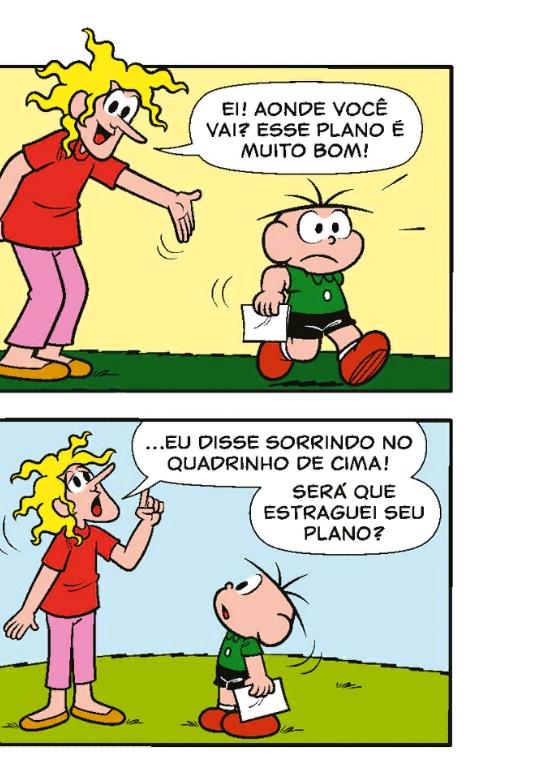 EI! AONDE VOCÊ
VAI? ESSE PLANO É
MUITO BOM!
...EU DISSE SORRINDO NO
QUADRINHO DE CIMA!
SERÁ QUE
ESTRAGUEI SEU
PLANO?